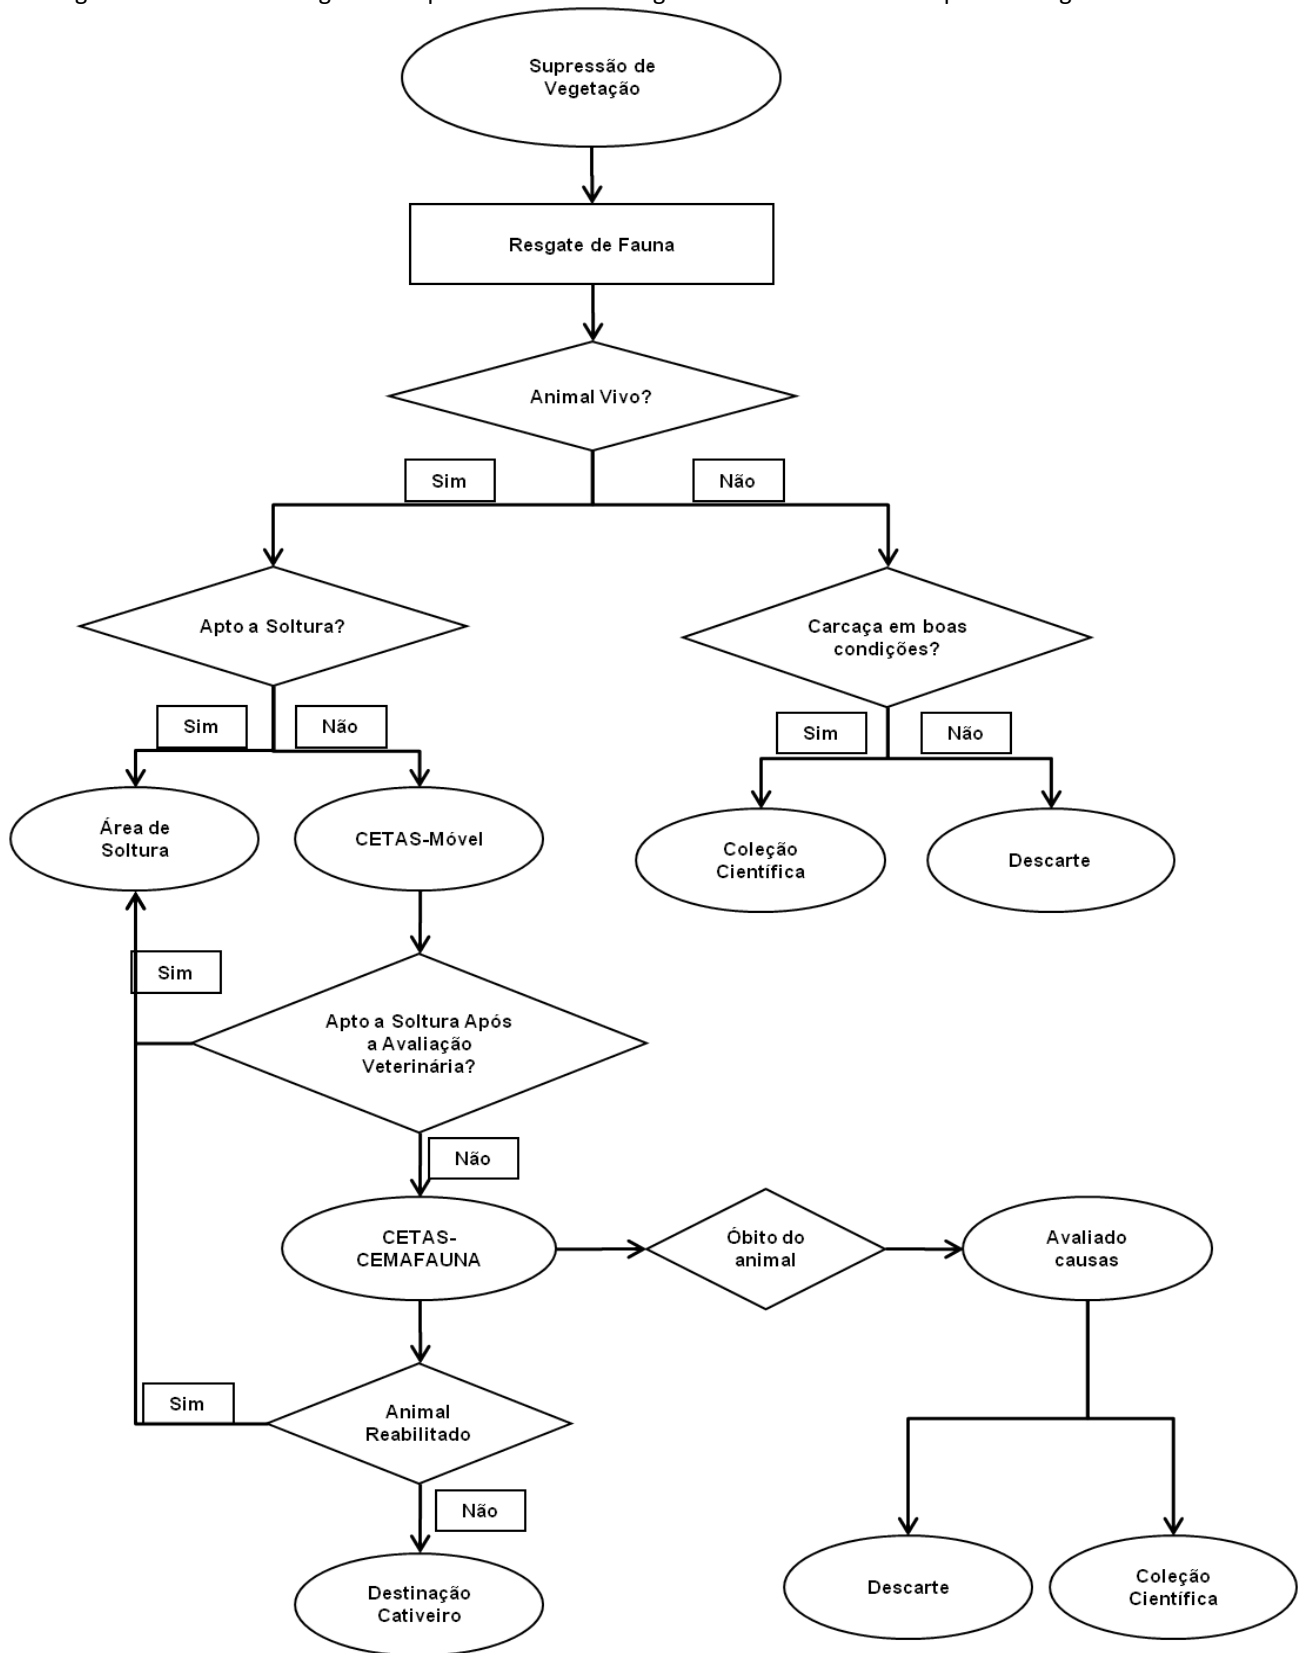 Supressão de
Vegetação
Resgate de Fauna
Animal Vivo?
Sim
Não
Apto a Soltura?
Carcaça em boas
condições?
Sim
Não
Sim
Não
Área de
Soltura
CETAS-Móvel
Coleção
Científica
Descarte
Sim
Apto a Soltura Após
a Avaliação
Veterinária?
Não
CETAS-
CEMAFAUNA
Óbito do
animal
Avaliado
causas
Sim
Animal
Reabilitado
Não
Destinação
Cativeiro
Descarte
Coleção
Científica